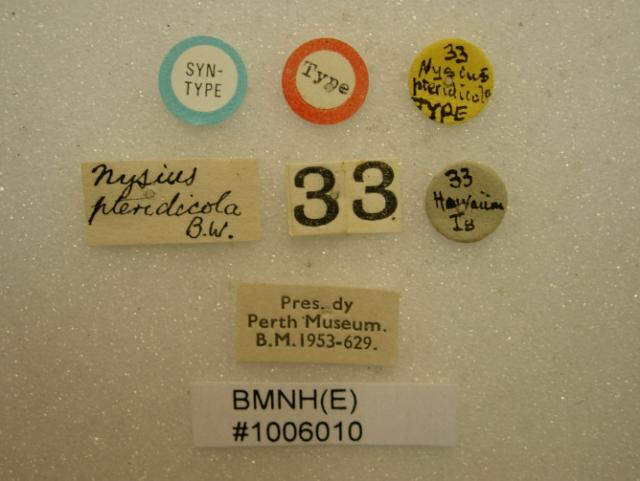 SYN-
TYPE
Type
33
Nysius
pteridicola
TYPE
Nysius
pteridicola
B.W.
33
33
Hawaiian
Is
Pres. dy
Perth Museum.
B.M.1953-629.
BMNH(E)
#1006010